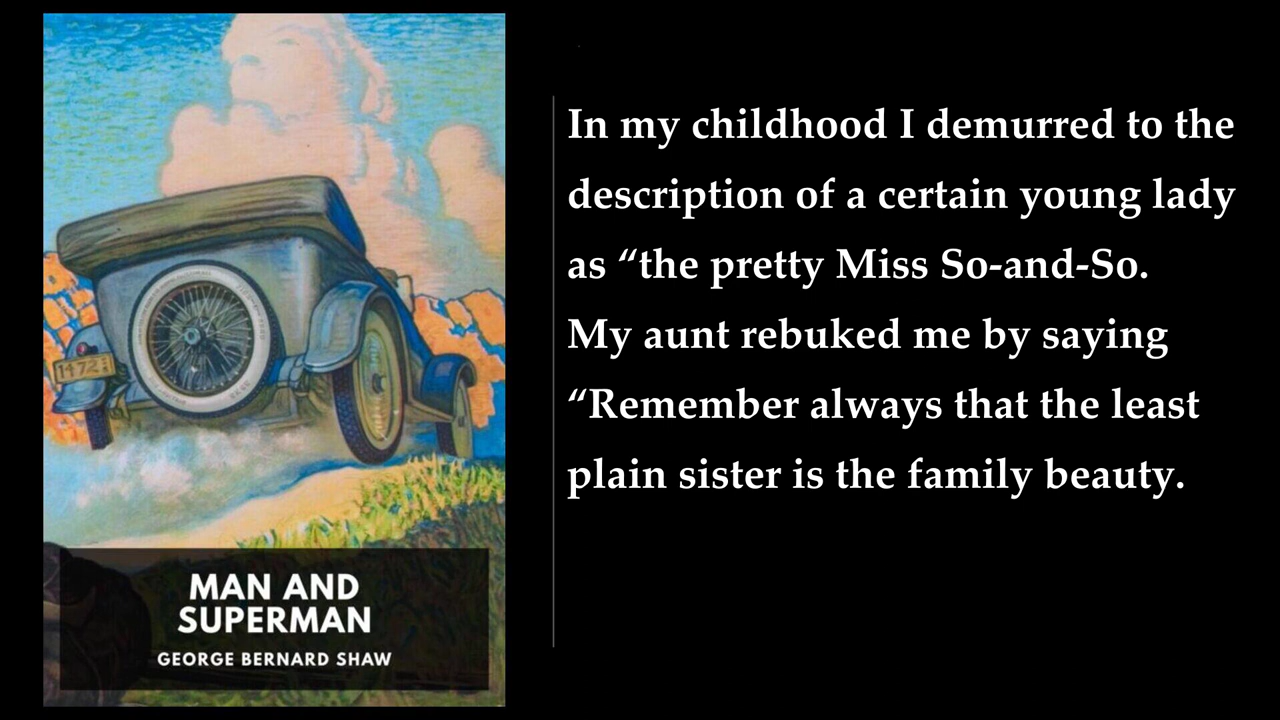 In my childhood I demurred to the
description of a certain young lady
as “the pretty Miss So-and-So.
My aunt rebuked me by saying
“Remember always that the least
plain sister is the family beauty.
1472
MAN AND
SUPERMAN
GEORGE BERNARD SHAW